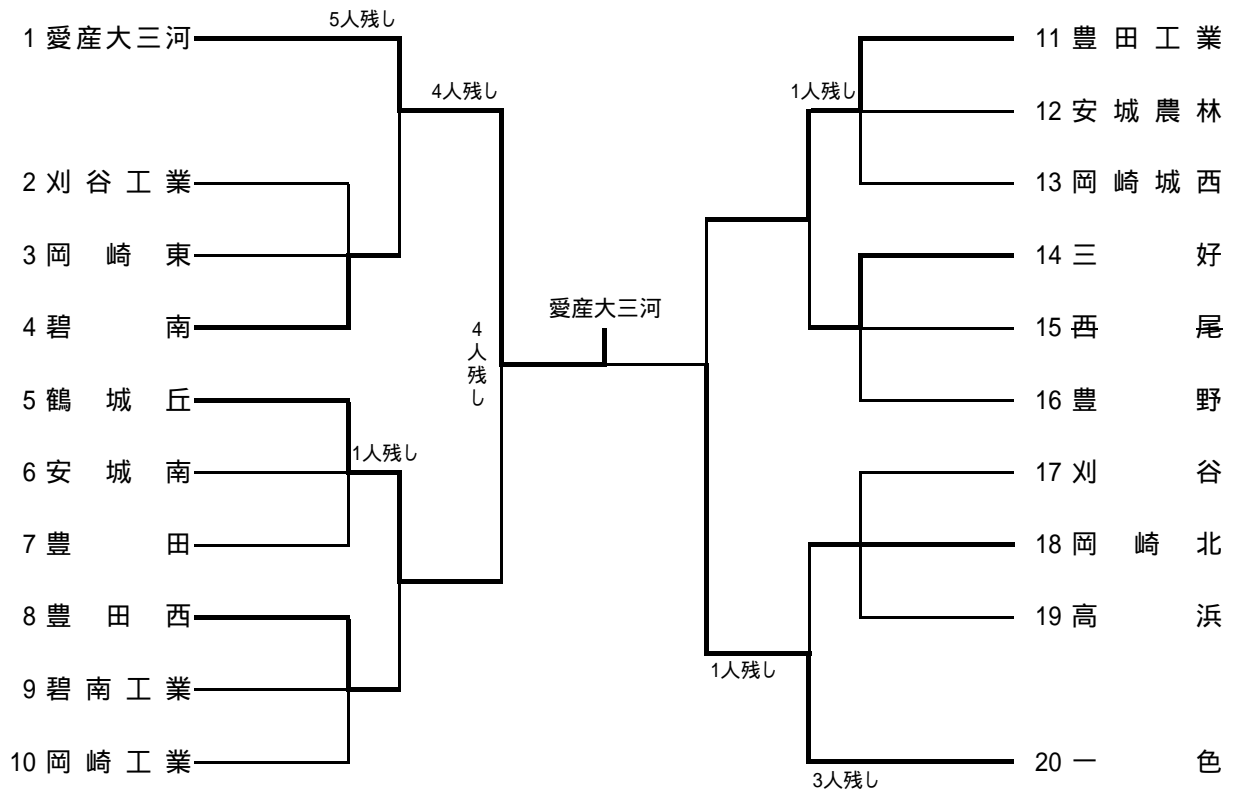 5人残し
1 愛産大三河
4人残し
2 刈谷工業
3 岡崎東
4 碧南
5 鶴城丘
1人残し
6 安城南
7 豊田
8 豊田西
9 碧南工業
10 岡崎工業
4人残し
愛産大三河
11 豊田工業
1人残し
12 安城農林
13 岡崎城西
14 三好
15 西尾
16 豊野
17 刈谷
18 岡崎北
19 高浜
1人残し
20 一色
3人残し